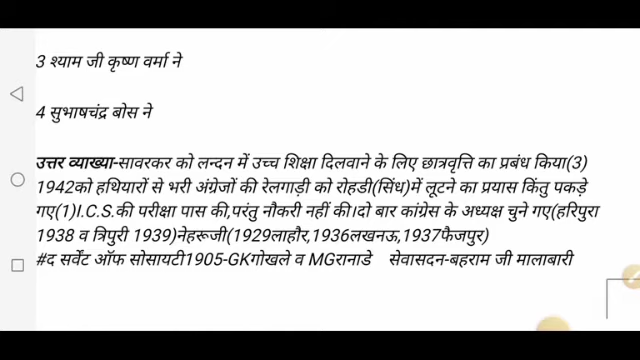 3 श्याम जी कृष्ण वर्मा ने
4 सुभाषचंद्र बोस ने
उत्तर व्याख्या-सावरकर को लन्दन में उच्च शिक्षा दिलवाने के लिए छात्रवृत्ति का प्रबंध किया(3)
1942को हथियारों से भरी अंग्रेजों की रेलगाड़ी को रोहडी(सिंध)में लूटने का प्रयास किंतु पकड़े
गए(1)I.C.S.की परीक्षा पास की,परंतु नौकरी नहीं की।दो बार कांग्रेस के अध्यक्ष चुने गए(हरिपुरा
1938 व त्रिपुरी 1939)नेहरूजी(1929लाहौर,1936लखनऊ,1937फैजपुर)
#द सर्वेंट ऑफ सोसायटी1905-GKगोखले व MGरानाडे सेवासदन-बहराम जी मालाबारी